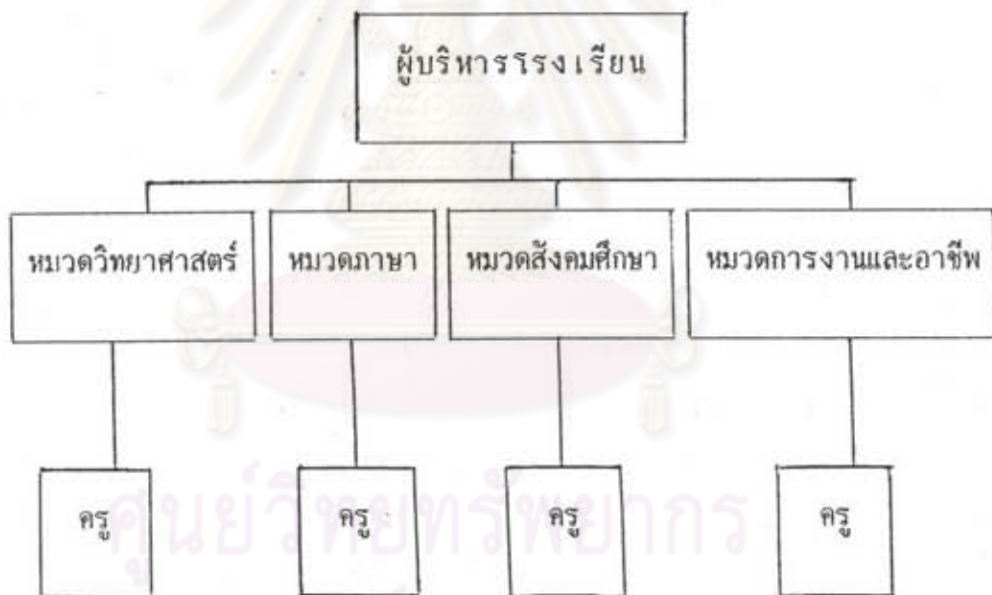 ผู้บริหารโรงเรียน
หมวดวิทยาศาสตร์ หมวดภาษา หมวดสังคมศึกษา หมวดการงานและอาชีพ
ครู ครู ครู ครู
ศูนย์วิทยทรัพยากร